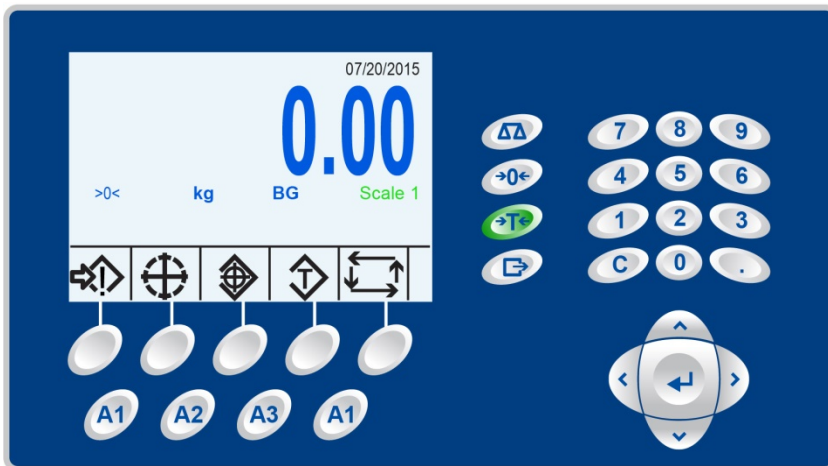 07/20/2015
0.00
>0< kg BG Scale 1
T
7 8 9
→0← 4 5 6
→T← 1 2 3
C 0 .
A1 A2 A3 A1